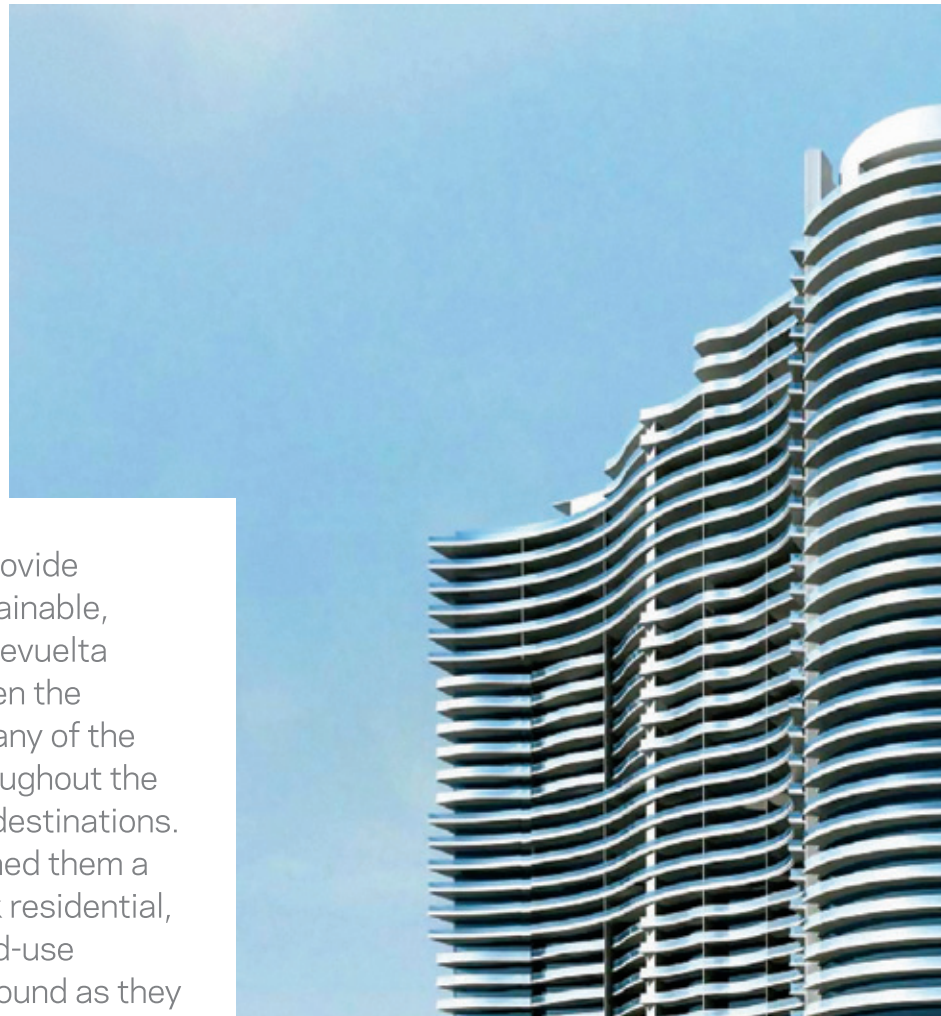 ovide
ainable,
evuelta
en the
any of the
ughout the
destinations.
ned them a
residential,
d-use
ound as they